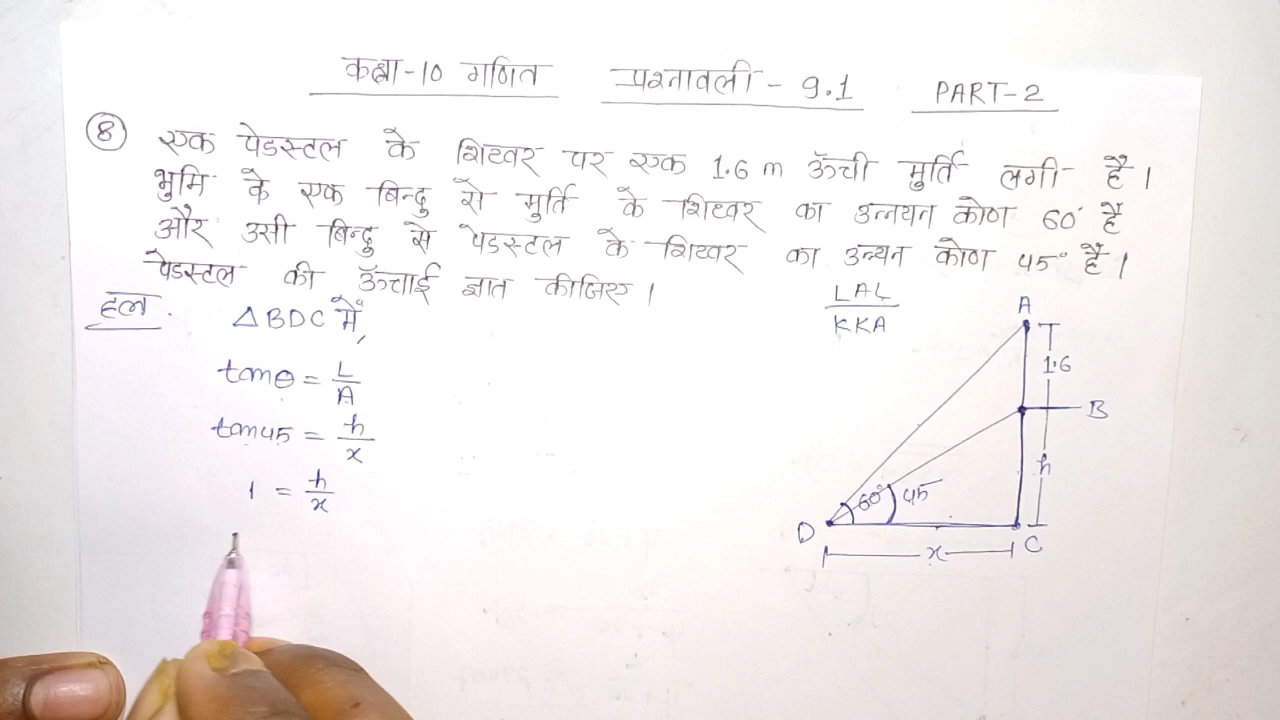 कक्षा-10 गणित प्रश्नावली - 9.1 PART-2
8 एक पेडस्टल के शिखर पर एक 1.6 m ऊँची मुर्ति लगी है।
भुमि के एक बिन्दु से मुर्ति के शिखर का उन्नयन कोण 60° है
और उसी बिन्दु से पेडस्टल के शिखर का उन्यन कोण 45° है।
पेडस्टल की ऊँचाई ज्ञात कीजिए।
हल.
ΔBDC में,
tanθ = L/A
tan45 = h/x
1 = h/x
LAL/KKA
A
1.6
B
h
60° 45
D
C
x